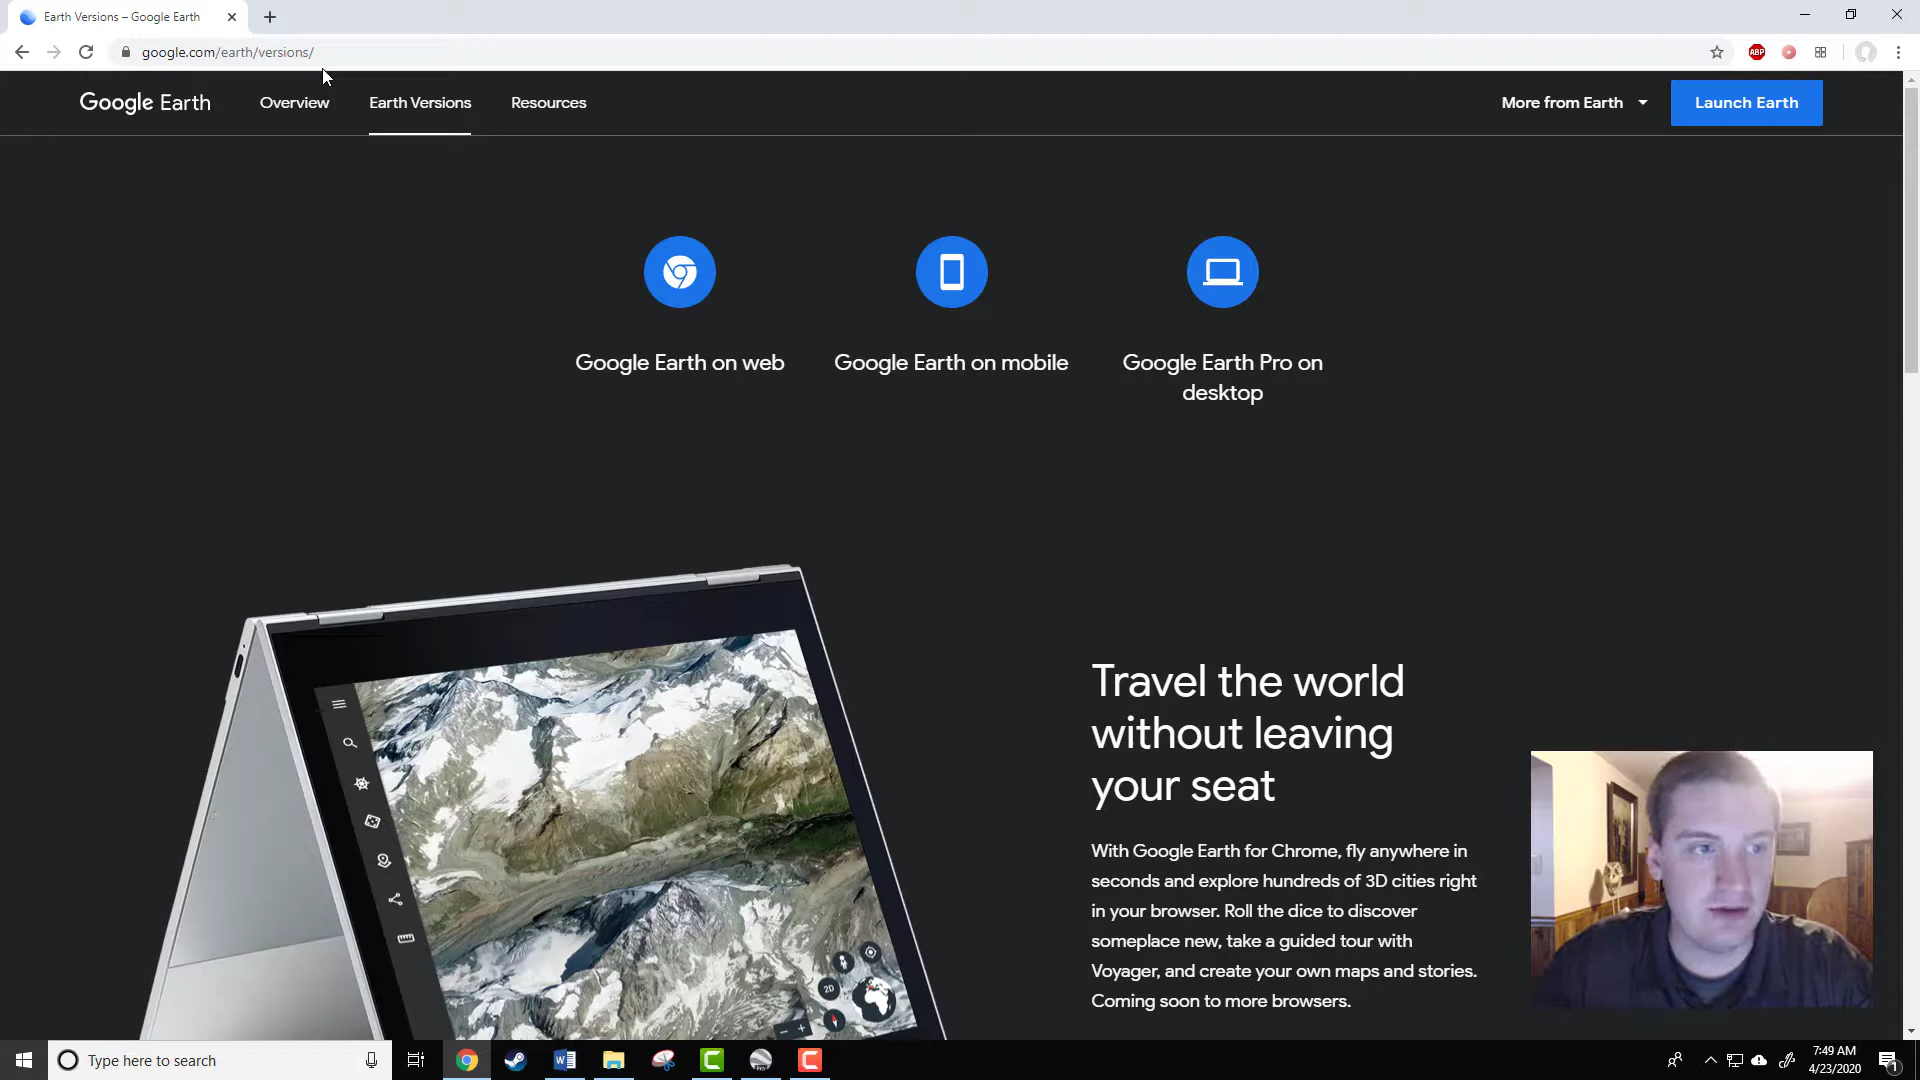 Earth Versions – Google Earth
google.com/earth/versions/
ABP
Google Earth
Overview
Earth Versions
Resources
More from Earth
Launch Earth
Google Earth on web
Google Earth on mobile
Google Earth Pro on
desktop
Travel the world
without leaving
your seat
With Google Earth for Chrome, fly anywhere in
seconds and explore hundreds of 3D cities right
in your browser. Roll the dice to discover
someplace new, take a guided tour with
Voyager, and create your own maps and stories.
Coming soon to more browsers.
2D
Type here to search
PRO
7:49 AM
4/23/2020
1